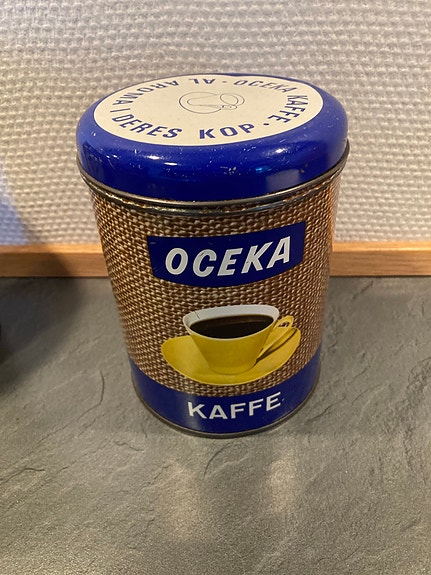 OCEKA KAFFE · AL AROMA I DERES KOP ·
OCEKA
KAFFE